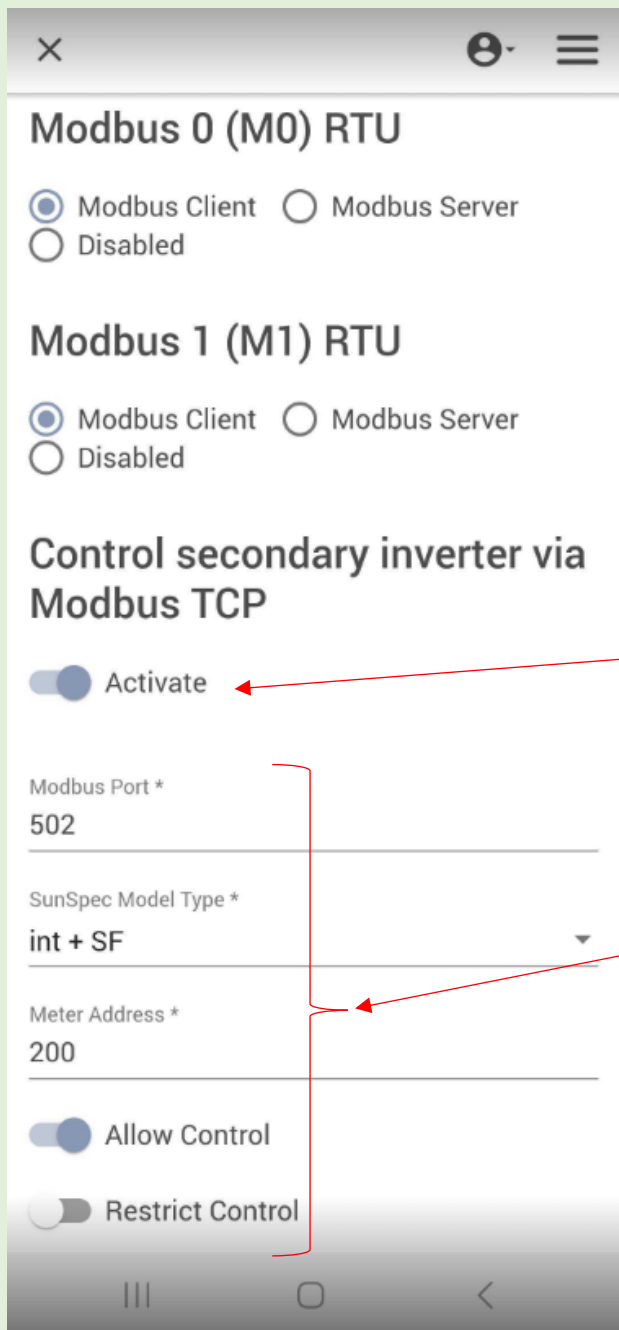 Modbus 0 (M0) RTU
Modbus Client Modbus Server
Disabled
Modbus 1 (M1) RTU
Modbus Client Modbus Server
Disabled
Control secondary inverter via
Modbus TCP
Activate
Modbus Port *
502
SunSpec Model Type *
int + SF
Meter Address *
200
Allow Control
Restrict Control